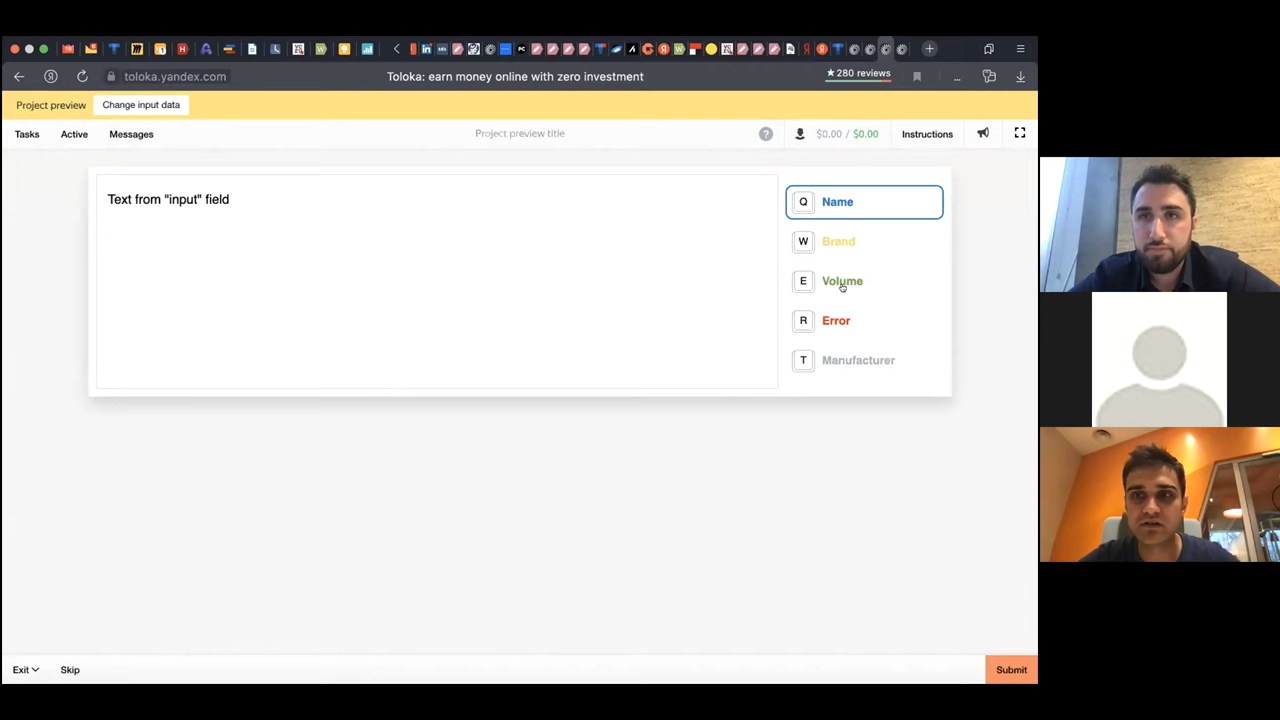 toloka.yandex.com
Toloka: earn money online with zero investment
★280 reviews
Project preview
Change input data
Tasks
Active
Messages
Project preview title
?
$0.00 / $0.00
Instructions
Text from "input" field
Q Name
W Brand
E Volume
R Error
T Manufacturer
Exit
Skip
Submit